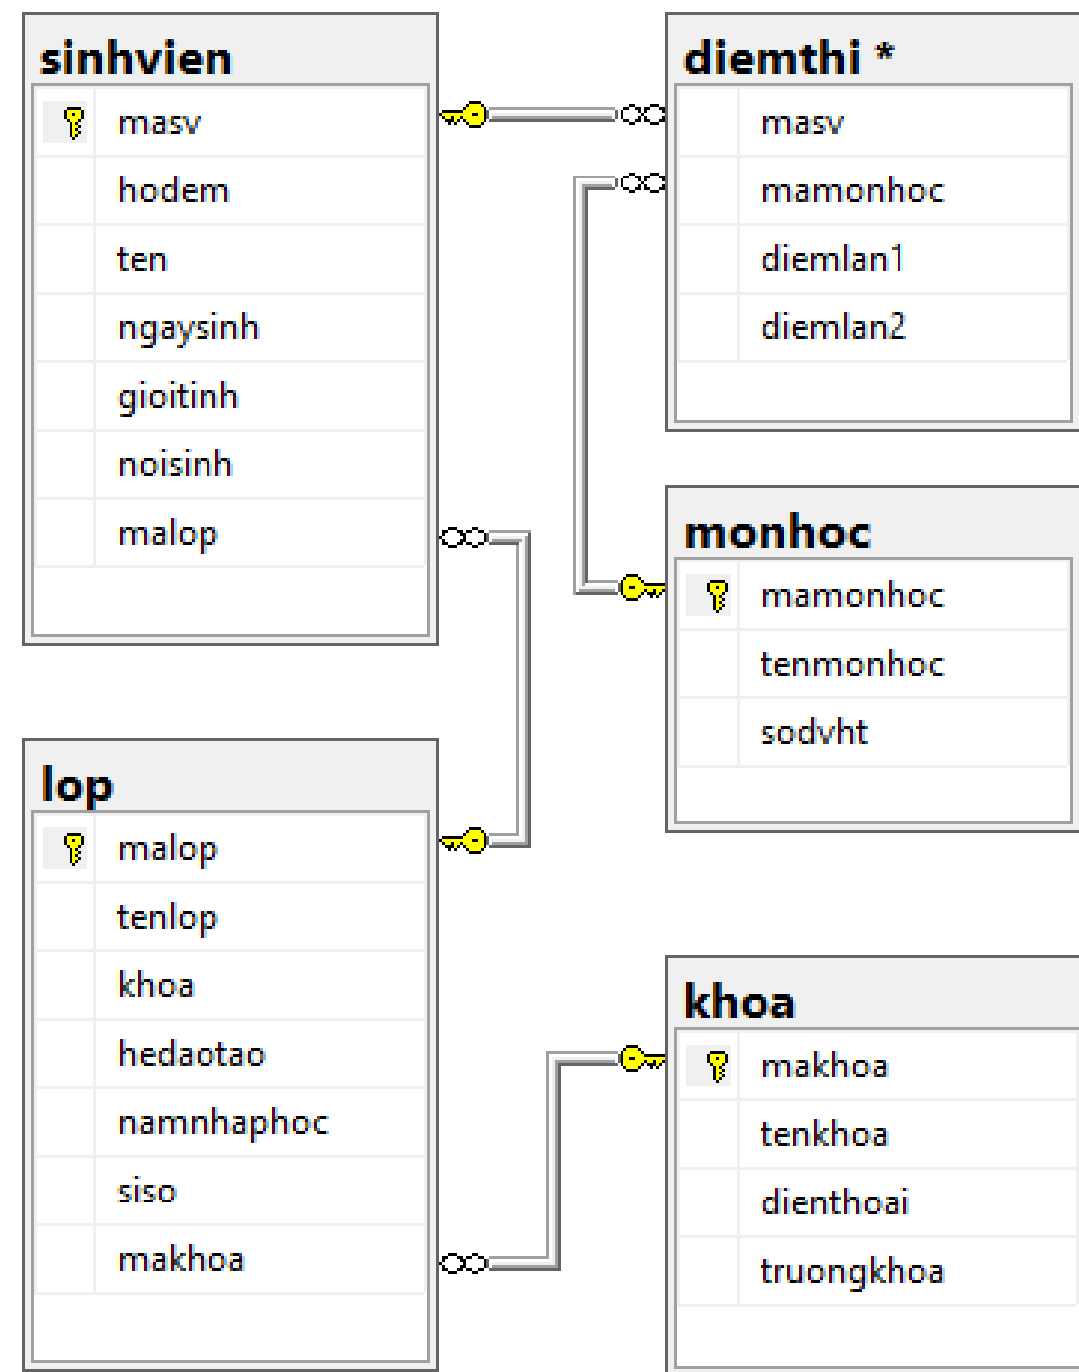 sinhvien
masv
hodem
ten
ngaysinh
gioitinh
noisinh
malop
diemthi *
masv
mamonhoc
diemlan1
diemlan2
monhoc
mamonhoc
tenmonhoc
sodvht
lop
malop
tenlop
khoa
hedaotao
namnhaphoc
siso
makhoa
khoa
makhoa
tenkhoa
dienthoai
truongkhoa